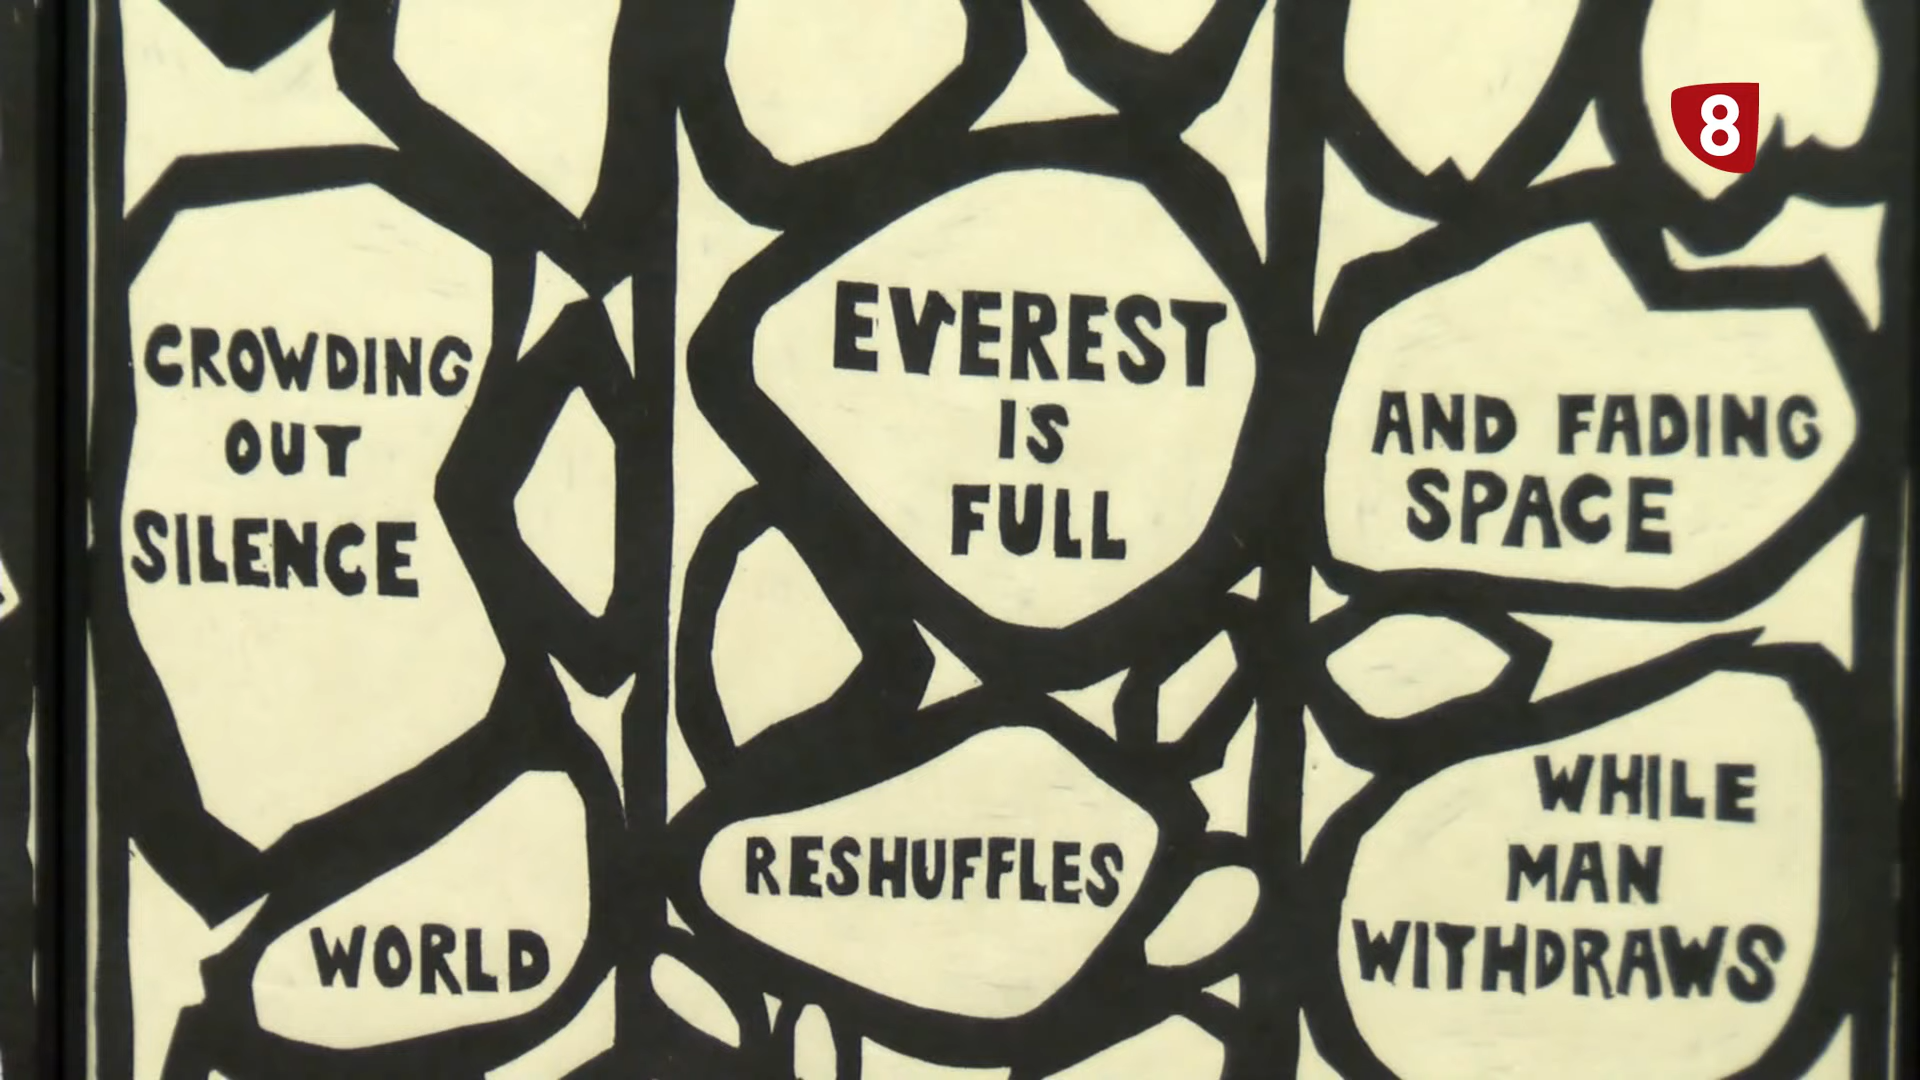 CROWDING
OUT
SILENCE
EVEREST
IS
FULL
AND FADING
SPACE
WORLD
RESHUFFLES
WHILE
MAN
WITHDRAWS
8